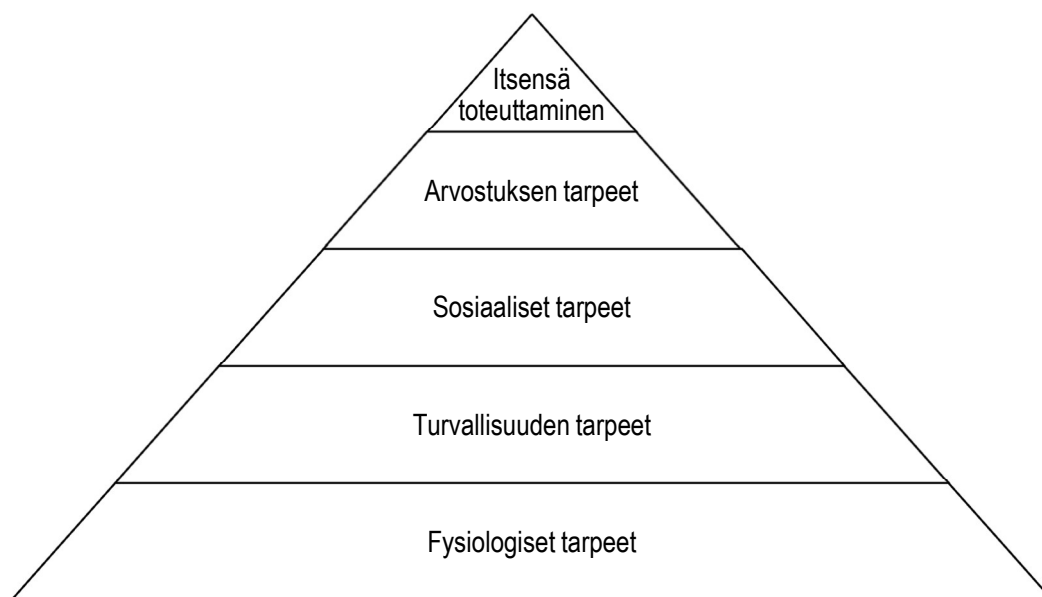 Itsensä
toteuttaminen
Arvostuksen tarpeet
Sosiaaliset tarpeet
Turvallisuuden tarpeet
Fysiologiset tarpeet